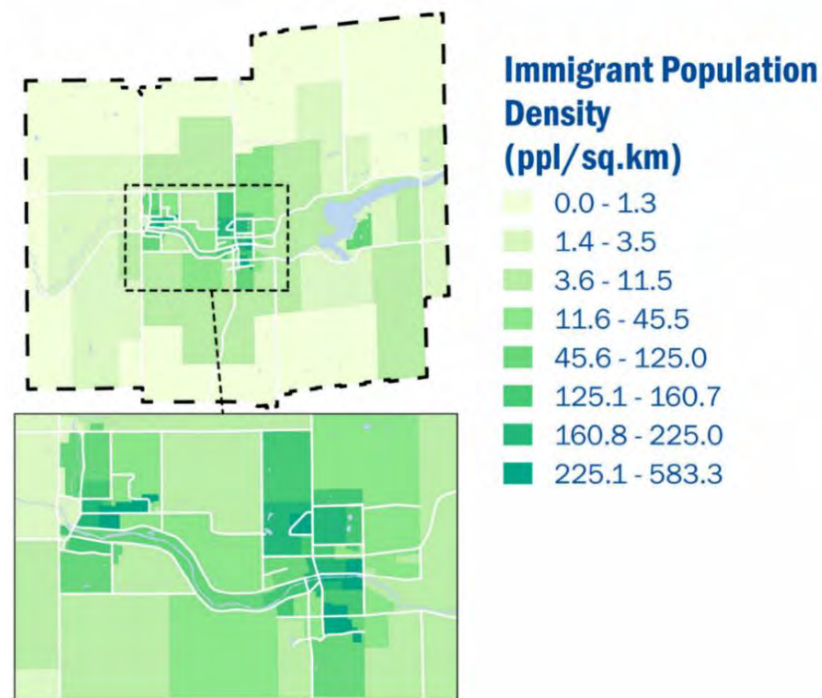 Immigrant Population
Density
(ppl/sq.km)
0.0 - 1.3
1.4 - 3.5
3.6 - 11.5
11.6 - 45.5
45.6 - 125.0
125.1 - 160.7
160.8 - 225.0
225.1 - 583.3